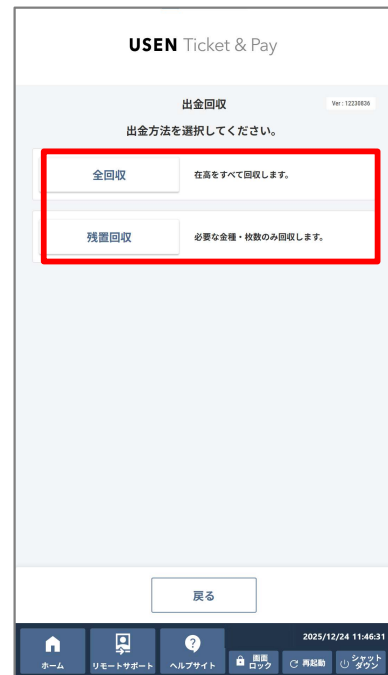 USEN Ticket & Pay
出金回収
Ver : 12230836
出金方法を選択してください。
全回収
在高をすべて回収します。
残置回収
必要な金種・枚数のみ回収します。
戻る
2025/12/24 11:46:31
ホーム
リモートサポート
ヘルプサイト
画面
ロック
再起動
シャット
ダウン